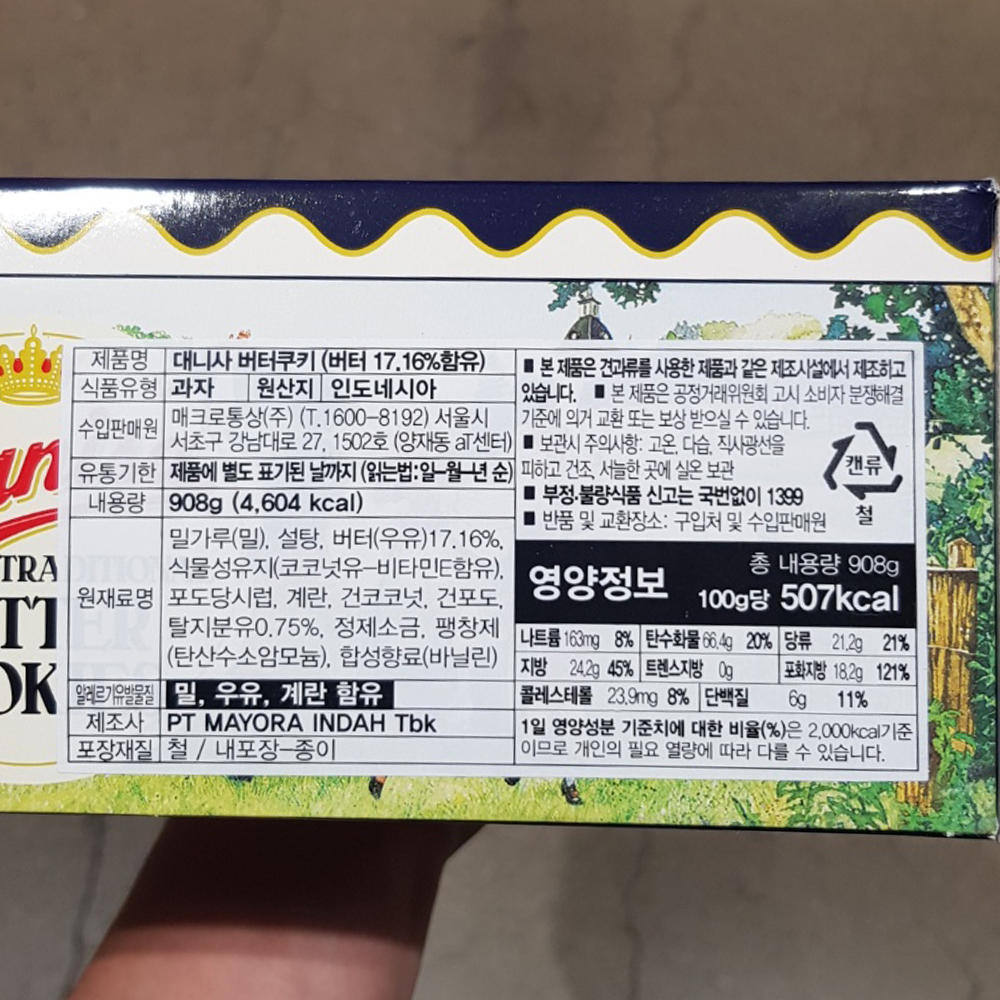 제품명 대니사 버터쿠키 (버터 17.16%함유)
식품유형 과자 원산지 인도네시아
수입판매원 매크로통상(주) (T.1600-8192) 서울시
서초구 강남대로 27, 1502호 (양재동 aT센터)
유통기한 제품에 별도 표기된 날까지 (읽는법:일-월-년 순)
내용량 908g (4,604 kcal)
원재료명 밀가루(밀), 설탕, 버터(우유)17.16%,
식물성유지(코코넛유-비타민E함유),
포도당시럽, 계란, 건코코넛, 건포도,
탈지분유0.75%, 정제소금, 팽창제
(탄산수소암모늄), 합성향료(바닐린)
알레르기유발물질 밀, 우유, 계란 함유
제조사 PT MAYORA INDAH Tbk
포장재질 철 / 내포장-종이
■ 본 제품은 견과류를 사용한 제품과 같은 제조시설에서 제조하고
있습니다. ■ 본 제품은 공정거래위원회 고시 소비자 분쟁해결
기준에 의거 교환 또는 보상 받으실 수 있습니다.
■ 보관시 주의사항: 고온, 다습, 직사광선을
피하고 건조, 서늘한 곳에 실온 보관
■ 부정·불량식품 신고는 국번없이 1399
■ 반품 및 교환장소: 구입처 및 수입판매원
캔류
철
영양정보 총 내용량 908g
100g당 507kcal
나트륨 163mg 8% 탄수화물 66.4g 20% 당류 21.2g 21%
지방 24.2g 45% 트렌스지방 0g 포화지방 18.2g 121%
콜레스테롤 23.9mg 8% 단백질 6g 11%
1일 영양성분 기준치에 대한 비율(%)은 2,000kcal기준
이므로 개인의 필요 열량에 따라 다를 수 있습니다.